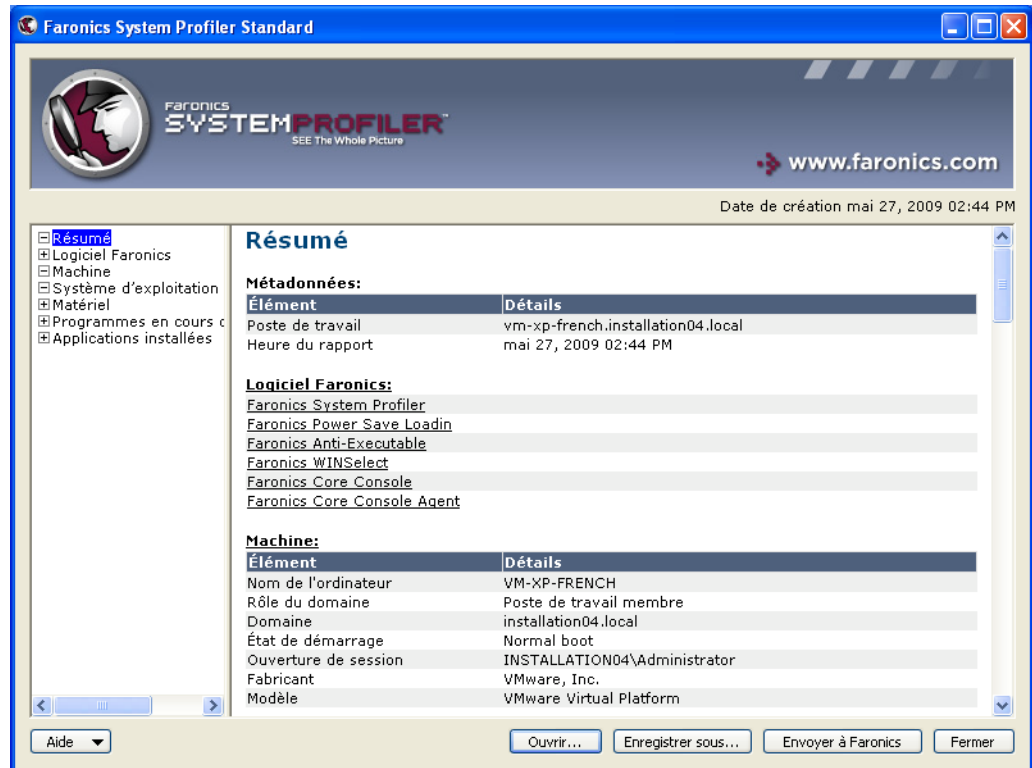 Faronics System Profiler Standard
Faronics
SYSTEMPROFILER™
SEE The Whole Picture
www.faronics.com
Date de création mai 27, 2009 02:44 PM
Résumé
Logiciel Faronics
Machine
Système d'exploitation
Matériel
Programmes en cours
Applications installées
Résumé
Métadonnées:
Élément Détails
Poste de travail vm-xp-french.installation04.local
Heure du rapport mai 27, 2009 02:44 PM
Logiciel Faronics:
Faronics System Profiler
Faronics Power Save Loadin
Faronics Anti-Executable
Faronics WINSelect
Faronics Core Console
Faronics Core Console Agent
Machine:
Élément Détails
Nom de l'ordinateur VM-XP-FRENCH
Rôle du domaine Poste de travail membre
Domaine installation04.local
État de démarrage Normal boot
Ouverture de session INSTALLATION04\Administrator
Fabricant VMware, Inc.
Modèle VMware Virtual Platform
Aide
Ouvrir... Enregistrer sous... Envoyer à Faronics Fermer